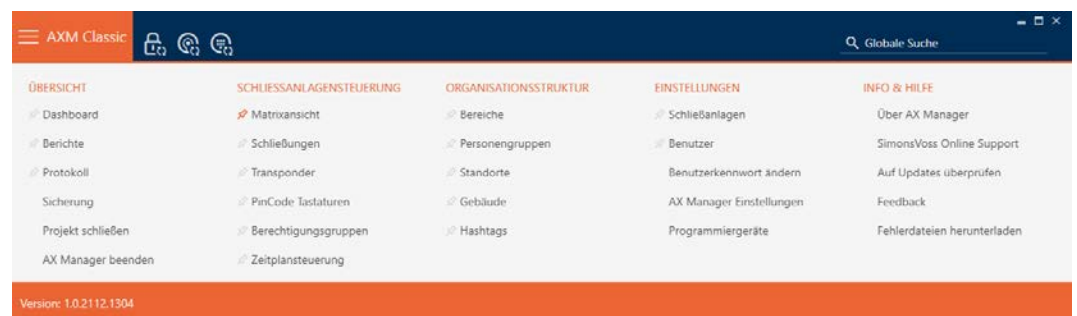 AXM Classic
Globale Suche
ÜBERSICHT
Dashboard
Berichte
Protokoll
Sicherung
Projekt schließen
AX Manager beenden
SCHLIESSANLAGENSTEUERUNG
Matrixansicht
Schließungen
Transponder
PinCode Tastaturen
Berechtigungsgruppen
Zeitplansteuerung
ORGANISATIONSSTRUKTUR
Bereiche
Personengruppen
Standorte
Gebäude
Hashtags
EINSTELLUNGEN
Schließanlagen
Benutzer
Benutzerkennwort ändern
AX Manager Einstellungen
Programmiergeräte
INFO & HILFE
Über AX Manager
SimonsVoss Online Support
Auf Updates überprüfen
Feedback
Fehlerdateien herunterladen
Version: 1.0.2112.1304